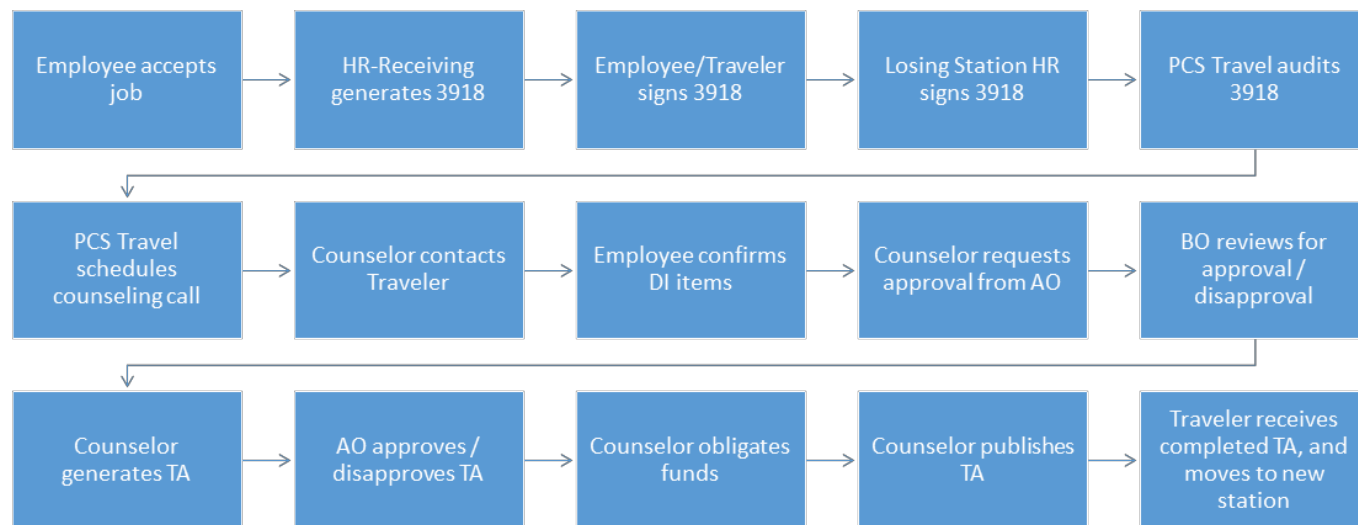 Employee accepts
job
HR-Receiving
generates 3918
Employee/Traveler
signs 3918
Losing Station HR
signs 3918
PCS Travel audits
3918
PCS Travel
schedules
counseling call
Counselor contacts
Traveler
Employee confirms
DI items
Counselor requests
approval from AO
BO reviews for
approval /
disapproval
Counselor
generates TA
AO approves /
disapproves TA
Counselor obligates
funds
Counselor publishes
TA
Traveler receives
completed TA, and
moves to new
station